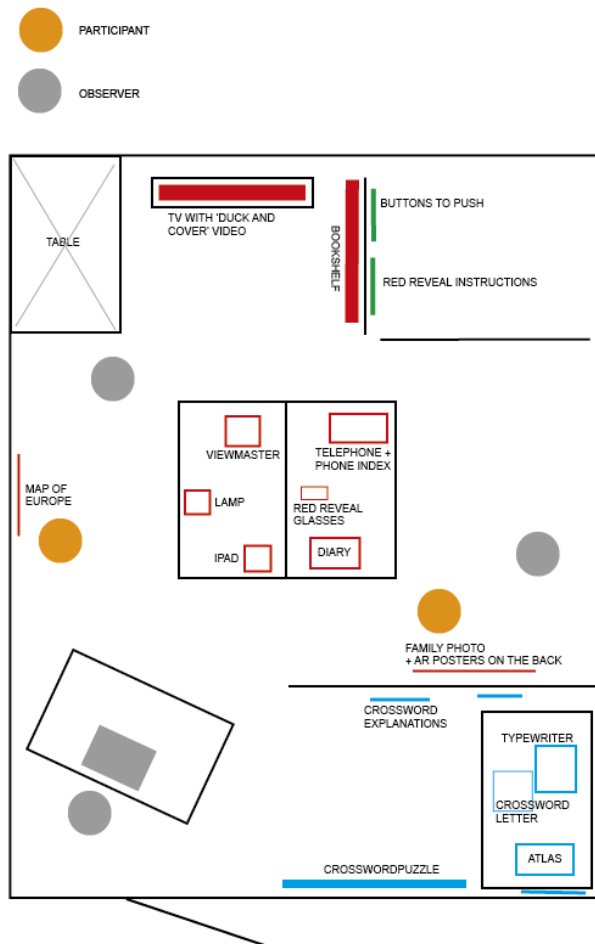 PARTICIPANT
OBSERVER
TABLE
TV WITH 'DUCK AND
COVER' VIDEO
BOOKSHELF
BUTTONS TO PUSH
RED REVEAL INSTRUCTIONS
VIEWMASTER
TELEPHONE +
PHONE INDEX
MAP OF
EUROPE
LAMP
RED REVEAL
GLASSES
IPAD
DIARY
FAMILY PHOTO
+ AR POSTERS ON THE BACK
CROSSWORD
EXPLANATIONS
TYPEWRITER
CROSSWORD
LETTER
ATLAS
CROSSWORDPUZZLE